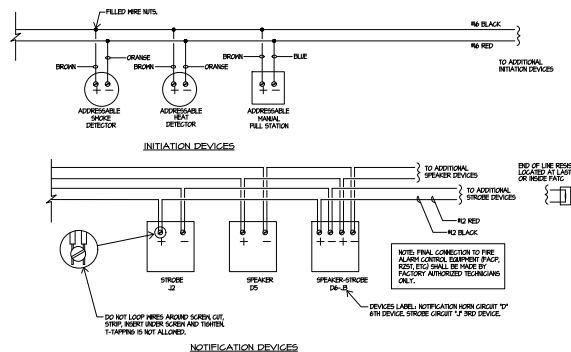 FILLED WIRE NUTS.
#16 BLACK
#16 RED
ORANGE
BROWN
BROWN
ORANGE
BROWN
BLUE
TO ADDITIONAL
INITIATION DEVICES
+ -
+ -
+ -
ADDRESSABLE
SMOKE
DETECTOR
ADDRESSABLE
HEAT
DETECTOR
ADDRESSABLE
MANUAL
PULL STATION
INITIATION DEVICES
TO ADDITIONAL
SPEAKER DEVICES
TO ADDITIONAL
STROBE DEVICES
END OF LINE RESIS
LOCATED AT LAST
OR INSIDE FATC
#12 RED
#12 BLACK
+ -
+ -
+ - + -
STROBE
J2
SPEAKER
D5
SPEAKER-STROBE
D6-J3
NOTE: FINAL CONNECTION TO FIRE
ALARM CONTROL EQUIPMENT (FACP,
RZST, ETC) SHALL BE MADE BY
FACTORY AUTHORIZED TECHNICIANS
ONLY.
DO NOT LOOP WIRES AROUND SCREW, CUT,
STRIP, INSERT UNDER SCREW AND TIGHTEN.
T-TAPPING IS NOT ALLOWED.
DEVICES LABEL: NOTIFICATION HORN CIRCUIT "D"
6TH DEVICE. STROBE CIRCUIT "J" 3RD DEVICE.
NOTIFICATION DEVICES